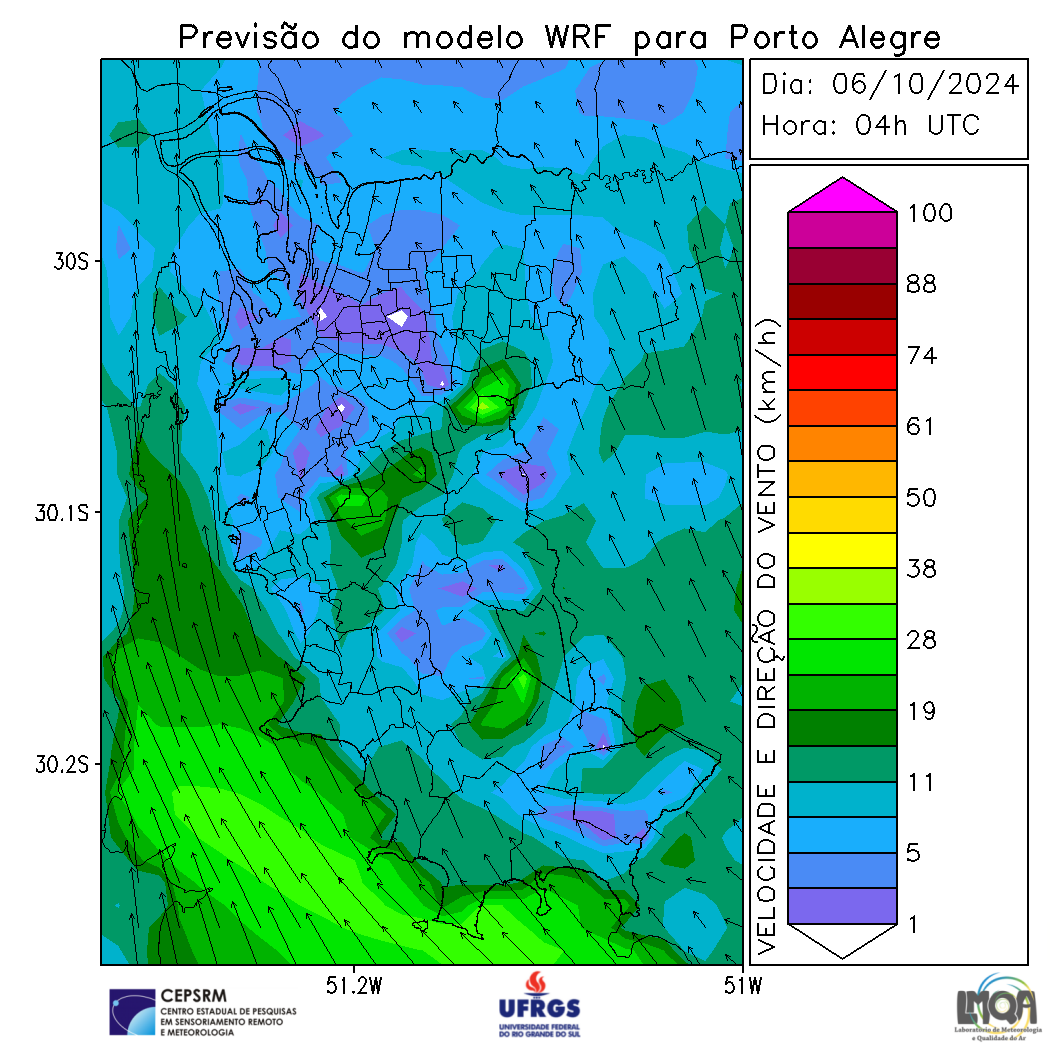 Previsão do modelo WRF para Porto Alegre
Dia: 06/10/2024
Hora: 04h UTC
30S
30.1S
30.2S
51.2W
51W
VELOCIDADE E DIREÇÃO DO VENTO (km/h)
100
88
74
61
50
38
28
19
11
5
1
CEPSRM
CENTRO ESTADUAL DE PESQUISAS
EM SENSORIAMENTO REMOTO
E METEOROLOGIA
UFRGS
UNIVERSIDADE FEDERAL
DO RIO GRANDE DO SUL
LMQA
Laboratório de Meteorologia
e Qualidade do Ar